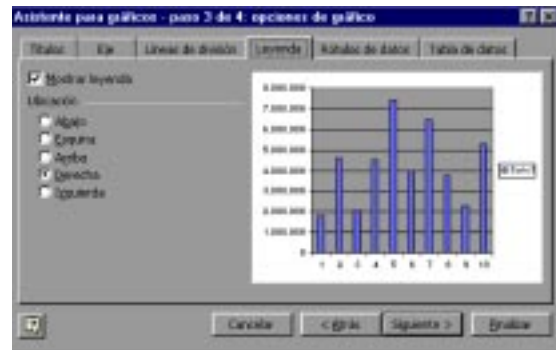 Asistente para gráficos - paso 3 de 4: opciones de gráfico
Títulos Eje Líneas de división Leyenda Rótulos de datos Tabla de datos
Mostrar leyenda
Ubicación
Abajo
Esquina
Arriba
Derecha
Izquierda
8.000.000
7.000.000
6.000.000
5.000.000
4.000.000
3.000.000
2.000.000
1.000.000
0
1 2 3 4 5 6 7 8 9 10
Cancelar < Atrás Siguiente > Finalizar